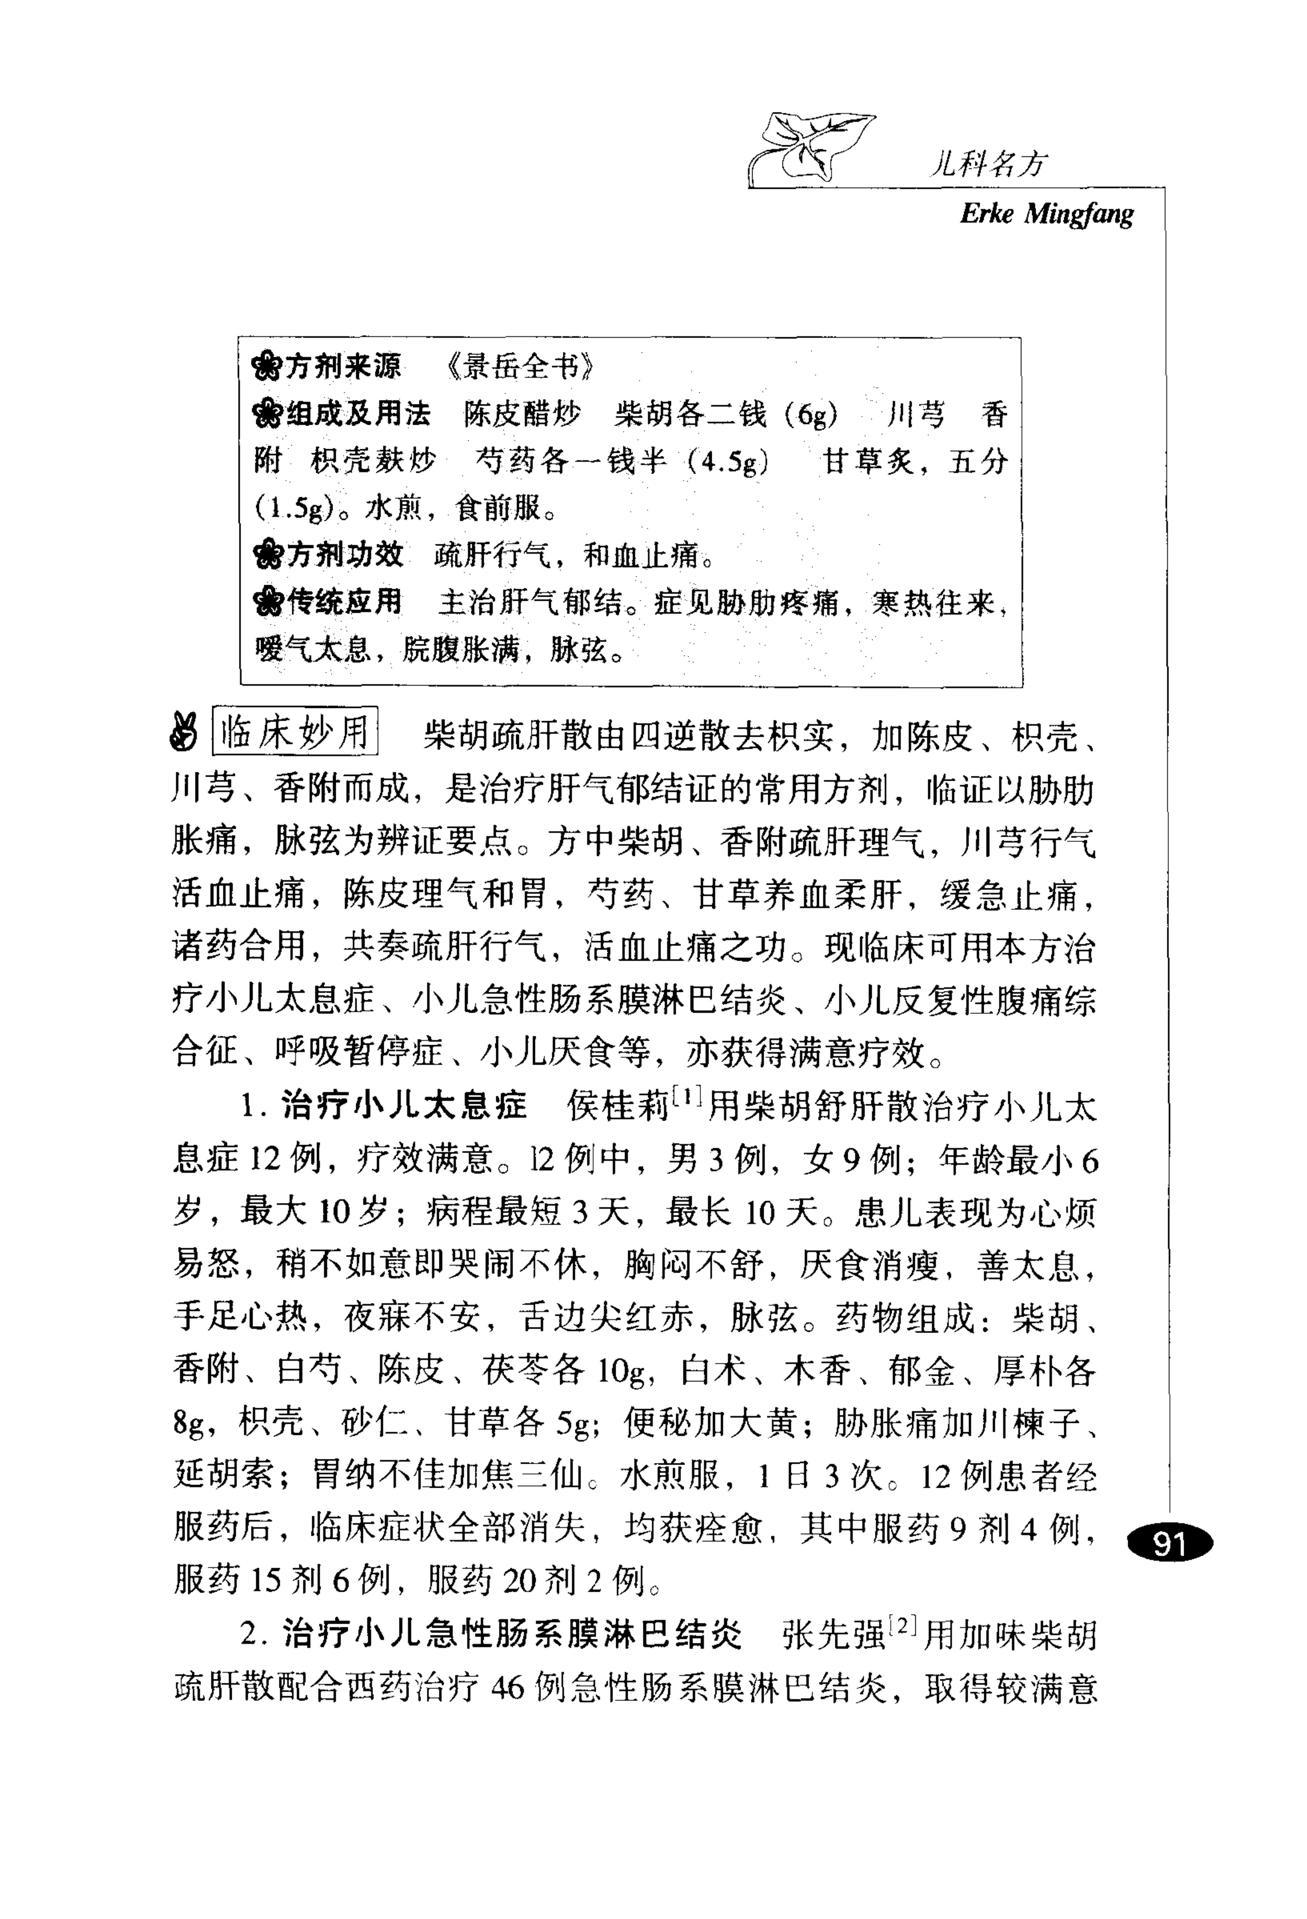 儿科名方
Erke Mingfang
方剂来源 《景岳全书》
组成及用法 陈皮醋炒 柴胡各二钱（6g） 川芎 香
附 枳壳麸炒 芍药各一钱半（4.5g） 甘草炙，五分
（1.5g）。水煎，食前服。
方剂功效 疏肝行气，和血止痛。
传统应用 主治肝气郁结。症见胁肋疼痛，寒热往来，
嗳气太息，脘腹胀满，脉弦。
临床妙用 柴胡疏肝散由四逆散去枳实，加陈皮、枳壳、
川芎、香附而成，是治疗肝气郁结证的常用方剂，临证以胁肋
胀痛，脉弦为辨证要点。方中柴胡、香附疏肝理气，川芎行气
活血止痛，陈皮理气和胃，芍药、甘草养血柔肝，缓急止痛，
诸药合用，共奏疏肝行气，活血止痛之功。现临床可用本方治
疗小儿太息症、小儿急性肠系膜淋巴结炎、小儿反复性腹痛综
合征、呼吸暂停症、小儿厌食等，亦获得满意疗效。
1. 治疗小儿太息症 侯桂莉[1]用柴胡舒肝散治疗小儿太
息症12例，疗效满意。12例中，男3例，女9例；年龄最小6
岁，最大10岁；病程最短3天，最长10天。患儿表现为心烦
易怒，稍不如意即哭闹不休，胸闷不舒，厌食消瘦，善太息，
手足心热，夜寐不安，舌边尖红赤，脉弦。药物组成：柴胡、
香附、白芍、陈皮、茯苓各10g，白术、木香、郁金、厚朴各
8g，枳壳、砂仁、甘草各5g；便秘加大黄；胁胀痛加川楝子、
延胡索；胃纳不佳加焦三仙。水煎服，1日3次。12例患者经
服药后，临床症状全部消失，均获痊愈，其中服药9剂4例，
服药15剂6例，服药20剂2例。
91
2. 治疗小儿急性肠系膜淋巴结炎 张先强[2]用加味柴胡
疏肝散配合西药治疗46例急性肠系膜淋巴结炎，取得较满意